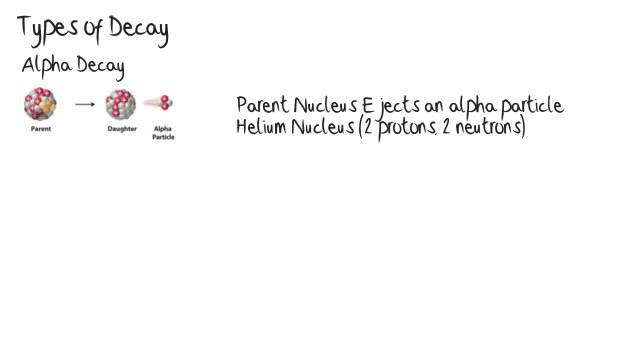 Types of Decay
Alpha Decay
Parent
Daughter
Alpha
Particle
Parent Nucleus Ejects an alpha particle
Helium Nucleus (2 protons, 2 neutrons)